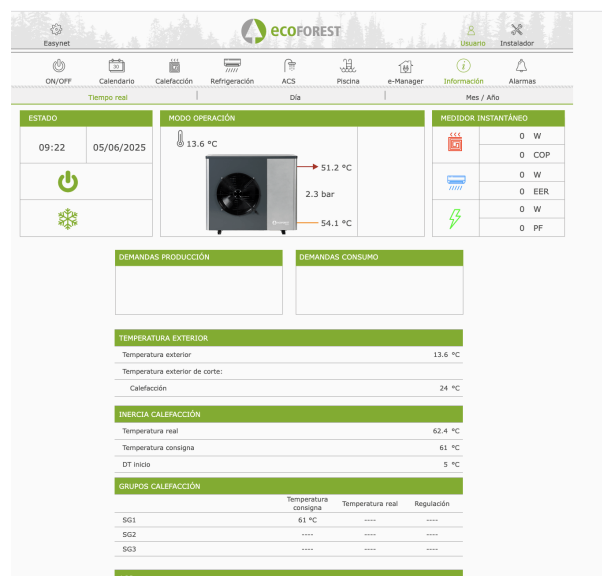 ecoFOREST
Easynet
Usuario
Instalador
30
ON/OFF
Calendario
Calefacción
Refrigeración
ACS
Piscina
e-Manager
Información
Alarmas
Tiempo real
Día
Mes / Año
ESTADO
09:22
05/06/2025
MODO OPERACIÓN
13.6 °C
51.2 °C
2.3 bar
54.1 °C
MEDIDOR INSTANTÁNEO
0 W
0 COP
0 W
0 EER
0 W
0 PF
DEMANDAS PRODUCCIÓN
DEMANDAS CONSUMO
TEMPERATURA EXTERIOR
Temperatura exterior 13.6 °C
Temperatura exterior de corte:
Calefacción 24 °C
INERCIA CALEFACCIÓN
Temperatura real 62.4 °C
Temperatura consigna 61 °C
DT inicio 5 °C
GRUPOS CALEFACCIÓN
Temperatura
consigna
Temperatura real
Regulación
SG1 61 °C ---- ----
SG2 ---- ---- ----
SG3 ---- ---- ----